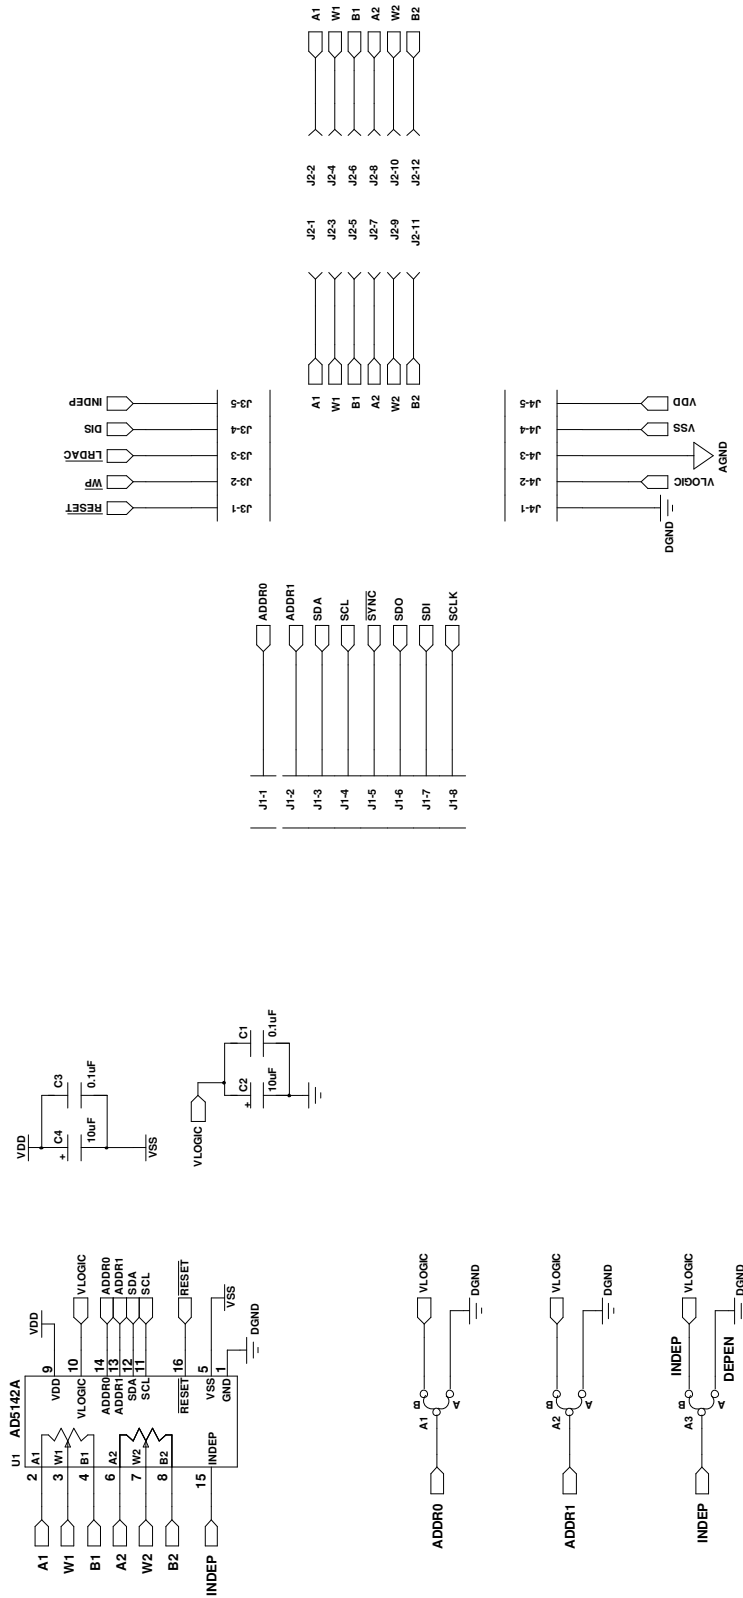 A1
W1
B1
A2
W2
B2
J2-2
J2-4
J2-6
J2-8
J2-10
J2-12
J2-1
J2-3
J2-5
J2-7
J2-9
J2-11
A1
W1
B1
A2
W2
B2
INDEP
J3-5
DIS
J3-4
LRDAC
J3-3
WP
J3-2
RESET
J3-1
J4-5
VDD
J4-4
VSS
J4-3
AGND
J4-2
VLOGIC
J4-1
DGND
ADDR0
ADDR1
SDA
SCL
SYNC
SDO
SDI
SCLK
J1-1
J1-2
J1-3
J1-4
J1-5
J1-6
J1-7
J1-8
VDD
+
C4
10uF
C3
0.1uF
VSS
VLOGIC
+
C2
10uF
C1
0.1uF
U1
AD5142A
A1
2
A1
W1
3
W1
B1
4
B1
A2
6
A2
W2
7
W2
B2
8
B2
INDEP
15
INDEP
VDD
9
VDD
VLOGIC
10
VLOGIC
ADDR0
14
ADDR0
ADDR1
13
ADDR1
SDA
12
SDA
SCL
11
SCL
RESET
16
RESET
VSS
5
VSS
GND
1
DGND
ADDR0
A1
B
A
VLOGIC
DGND
ADDR1
A2
B
A
VLOGIC
DGND
INDEP
A3
B
A
INDEP
VLOGIC
DEPEN
DGND